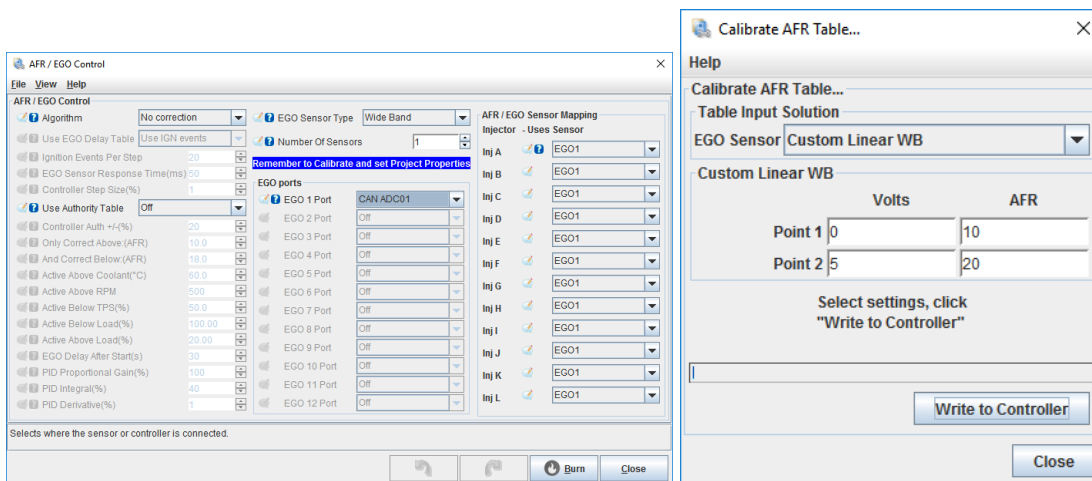 AFR / EGO Control
File View Help
AFR / EGO Control
Algorithm No correction
Use EGO Delay Table Use IGN events
Ignition Events Per Step 20
EGO Sensor Response Time(ms) 50
Controller Step Size(%) 1
Use Authority Table Off
Controller Auth +/-(%) 20
Only Correct Above:(AFR) 10.0
And Correct Below:(AFR) 18.0
Active Above Coolant(°C) 60.0
Active Above RPM 500
Active Below TPS(%) 50.0
Active Below Load(%) 100.00
Active Above Load(%) 20.00
EGO Delay After Start(s) 30
PID Proportional Gain(%) 100
PID Integral(%) 40
PID Derivative(%) 1
EGO Sensor Type Wide Band
Number Of Sensors 1
Remember to Calibrate and set Project Properties
EGO ports
EGO 1 Port CAN ADC01
EGO 2 Port Off
EGO 3 Port Off
EGO 4 Port Off
EGO 5 Port Off
EGO 6 Port Off
EGO 7 Port Off
EGO 8 Port Off
EGO 9 Port Off
EGO 10 Port Off
EGO 11 Port Off
EGO 12 Port Off
AFR / EGO Sensor Mapping
Injector - Uses Sensor
Inj A EGO1
Inj B EGO1
Inj C EGO1
Inj D EGO1
Inj E EGO1
Inj F EGO1
Inj G EGO1
Inj H EGO1
Inj I EGO1
Inj J EGO1
Inj K EGO1
Inj L EGO1
Selects where the sensor or controller is connected.
Burn Close
Calibrate AFR Table...
Help
Calibrate AFR Table...
Table Input Solution
EGO Sensor Custom Linear WB
Custom Linear WB
Volts AFR
Point 1 0 10
Point 2 5 20
Select settings, click
"Write to Controller"
Write to Controller
Close